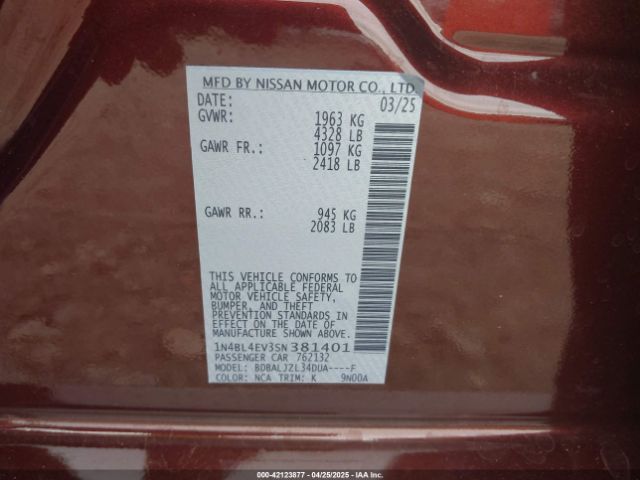 MFD BY NISSAN MOTOR CO., LTD
DATE: 03/25
GVWR: 1963 KG
4328 LB
GAWR FR.: 1097 KG
2418 LB
GAWR RR.: 945 KG
2083 LB
THIS VEHICLE CONFORMS TO
ALL APPLICABLE FEDERAL
MOTOR VEHICLE SAFETY,
BUMPER, AND THEFT
PREVENTION STANDARDS IN
EFFECT ON THE DATE OF
MANUFACTURE SHOWN ABOVE.
1N4BL4EV3SN381401
PASSENGER CAR 762132
MODEL: BDBALJZL34DUA----F
COLOR: NCA TRIM: K 9N00A
000-42123877 - 04/25/2025 - IAA Inc.